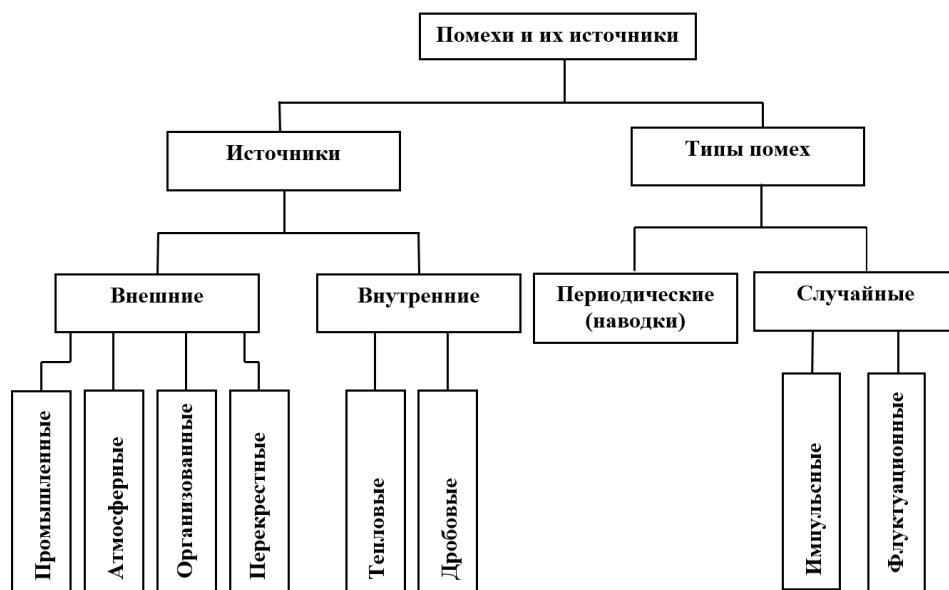 Помехи и их источники
Источники
Типы помех
Внешние
Внутренние
Периодические
(наводки)
Случайные
Промышленные
Атмосферные
Организованные
Перекрестные
Тепловые
Дробовые
Импульсные
Флуктуационные